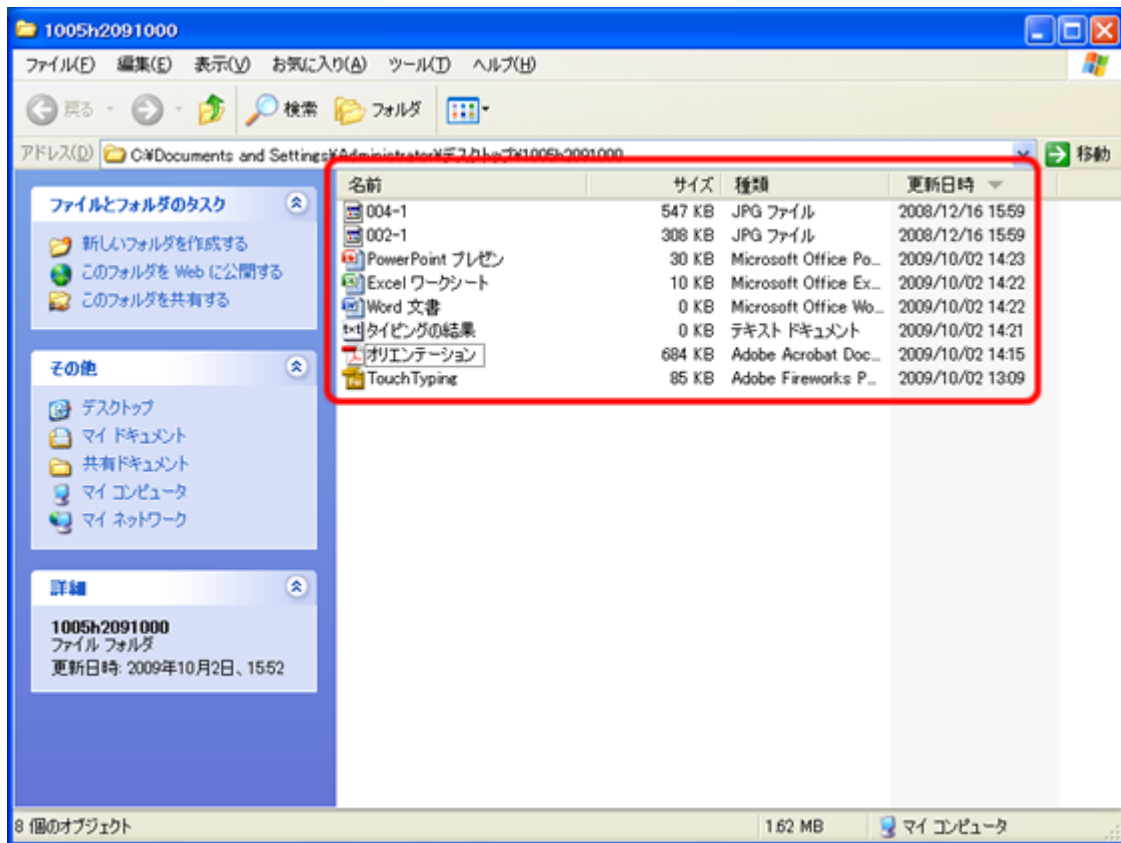 1005h2091000
ファイル(F) 編集(E) 表示(V) お気に入り(A) ツール(T) ヘルプ(H)
戻る 検索 フォルダ
アドレス(D) C:¥Documents and Settings¥Administrator¥デスクトップ¥1005h2091000 移動
ファイルとフォルダのタスク
新しいフォルダを作成する
このフォルダを Web に公開する
このフォルダを共有する
その他
デスクトップ
マイ ドキュメント
共有ドキュメント
マイ コンピュータ
マイ ネットワーク
詳細
1005h2091000
ファイル フォルダ
更新日時: 2009年10月2日、15:52
名前 サイズ 種類 更新日時
004-1 547 KB JPG ファイル 2008/12/16 15:59
002-1 308 KB JPG ファイル 2008/12/16 15:59
PowerPoint プレゼン 30 KB Microsoft Office Po... 2009/10/02 14:23
Excel ワークシート 10 KB Microsoft Office Ex... 2009/10/02 14:22
Word 文書 0 KB Microsoft Office Wo... 2009/10/02 14:22
txt タイピングの結果 0 KB テキスト ドキュメント 2009/10/02 14:21
オリエンテーション 684 KB Adobe Acrobat Doc... 2009/10/02 14:15
TouchTyping 85 KB Adobe Fireworks P... 2009/10/02 13:09
8 個のオブジェクト 1.62 MB マイ コンピュータ